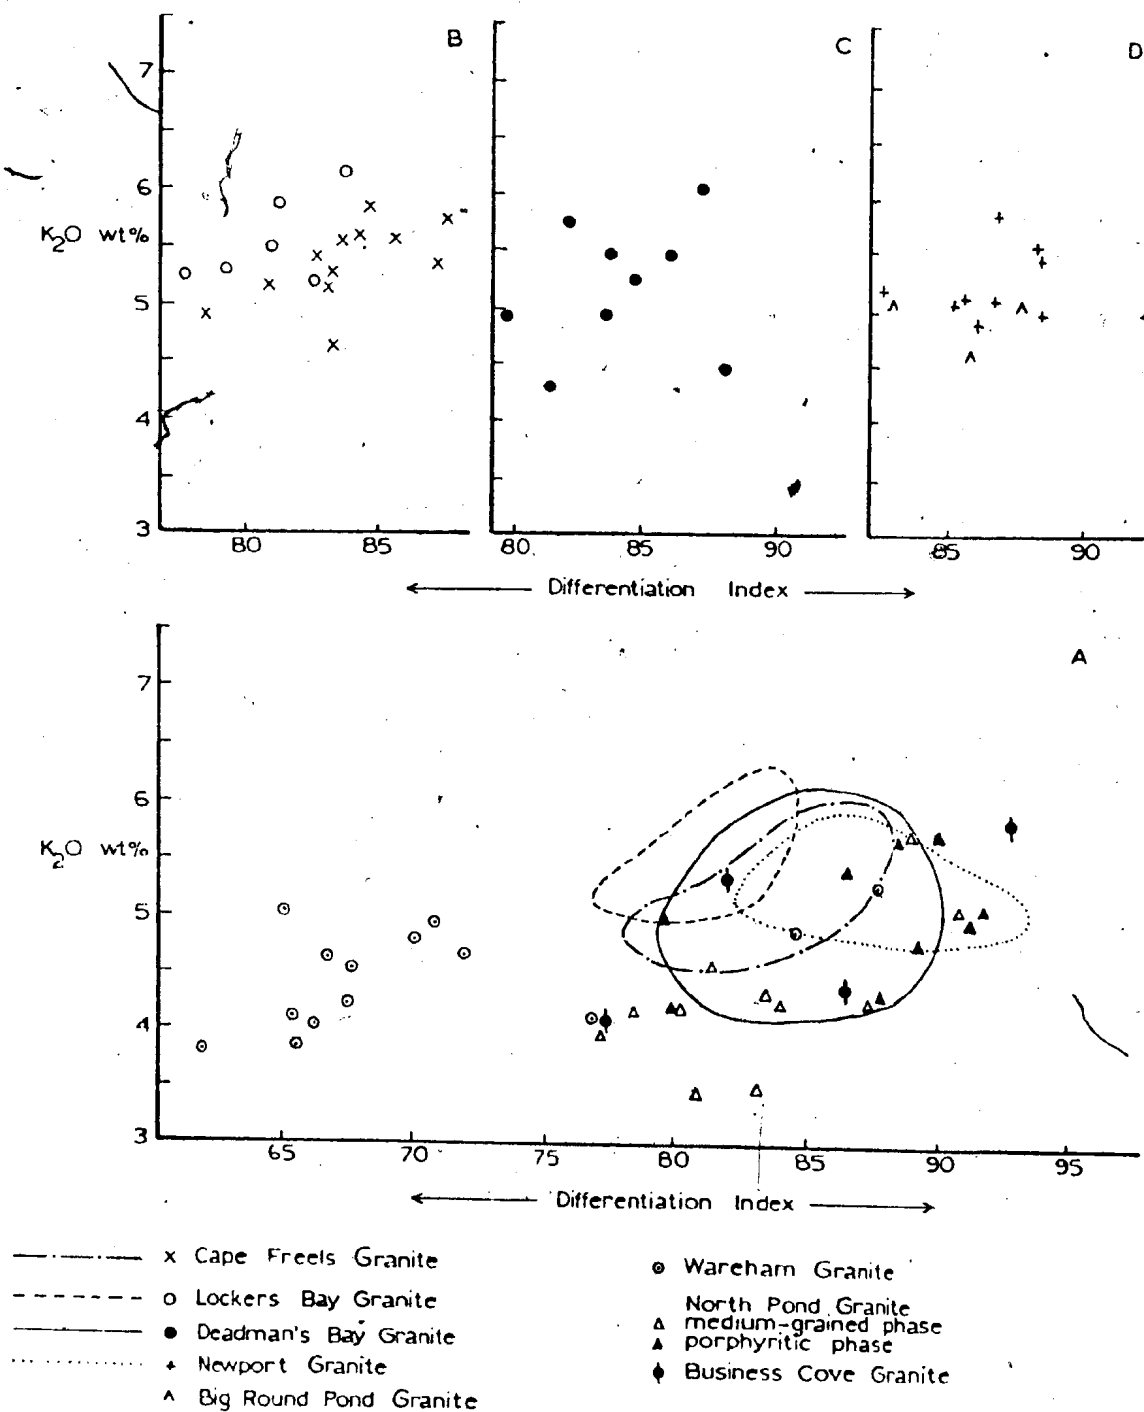 B
C
D
7
6
K2O wt%
5
4
3
80
85
80
85
90
85
90
Differentiation Index
A
7
6
K2O wt%
5
4
3
65
70
75
80
85
90
95
Differentiation Index
x Cape Freels Granite
o Lockers Bay Granite
● Deadman's Bay Granite
+ Newport Granite
^ Big Round Pond Granite
⊙ Wareham Granite
North Pond Granite
△ medium-grained phase
▲ porphyritic phase
Business Cove Granite